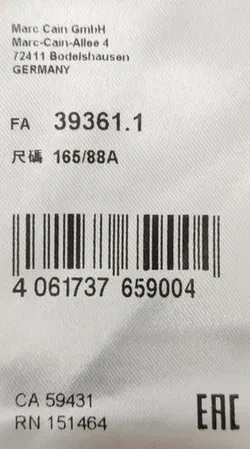 Marc Cain GmbH
Marc-Cain-Allee 4
72411 Bodelshausen
GERMANY
FA 39361.1
尺碼 165/88A
4 061737 659004
CA 59431
RN 151464
EAC